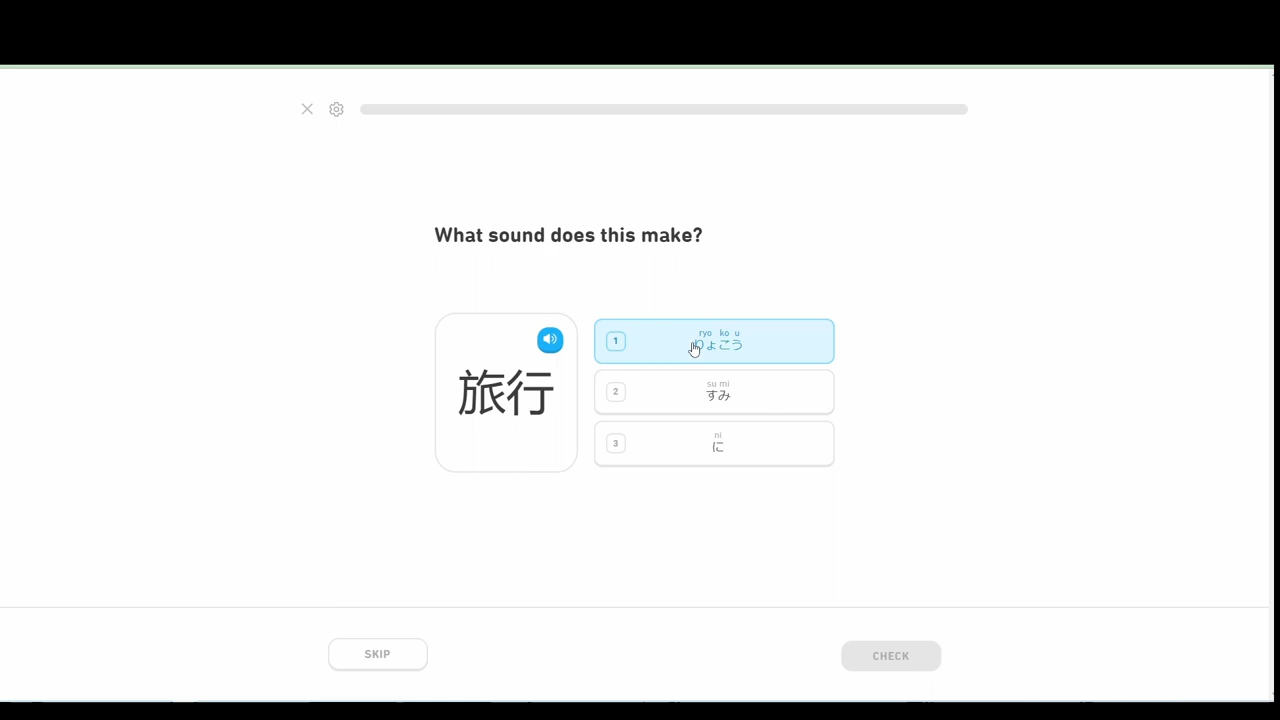 What sound does this make?
旅行
1
ryo ko u
りょこう
2
su mi
すみ
3
ni
に
SKIP
CHECK